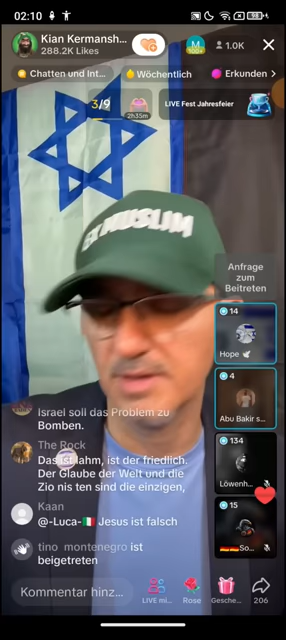 02:10
Kian Kermansh...
288.2K Likes
100+
1.0K
Chatten und Int...
Wöchentlich
Erkunden
3/9
2h35m
LIVE Fest Jahresfeier
EX MUSLIM
Anfrage
zum
Beitreten
14
Hope
4
Abu Bakir s...
134
Löwenh...
15
So...
Israel soll das Problem zu
Bomben.
The Rock
Das ist lahm, ist der friedlich.
Der Glaube der Welt und die
Zio nis ten sind die einzigen,
Kaan
@-Luca-🇮🇹 Jesus ist falsch
tino montenegro ist
beigetreten
Kommentar hinz...
LIVE mi...
Rose
Gesche...
206